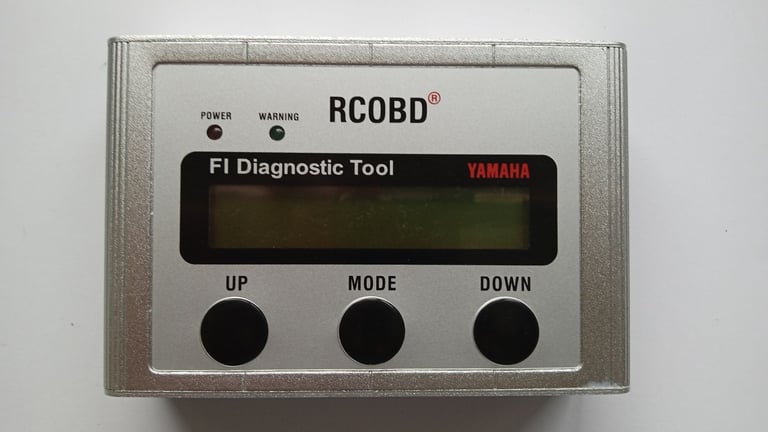 RCOBD®
POWER WARNING
FI Diagnostic Tool YAMAHA
UP MODE DOWN